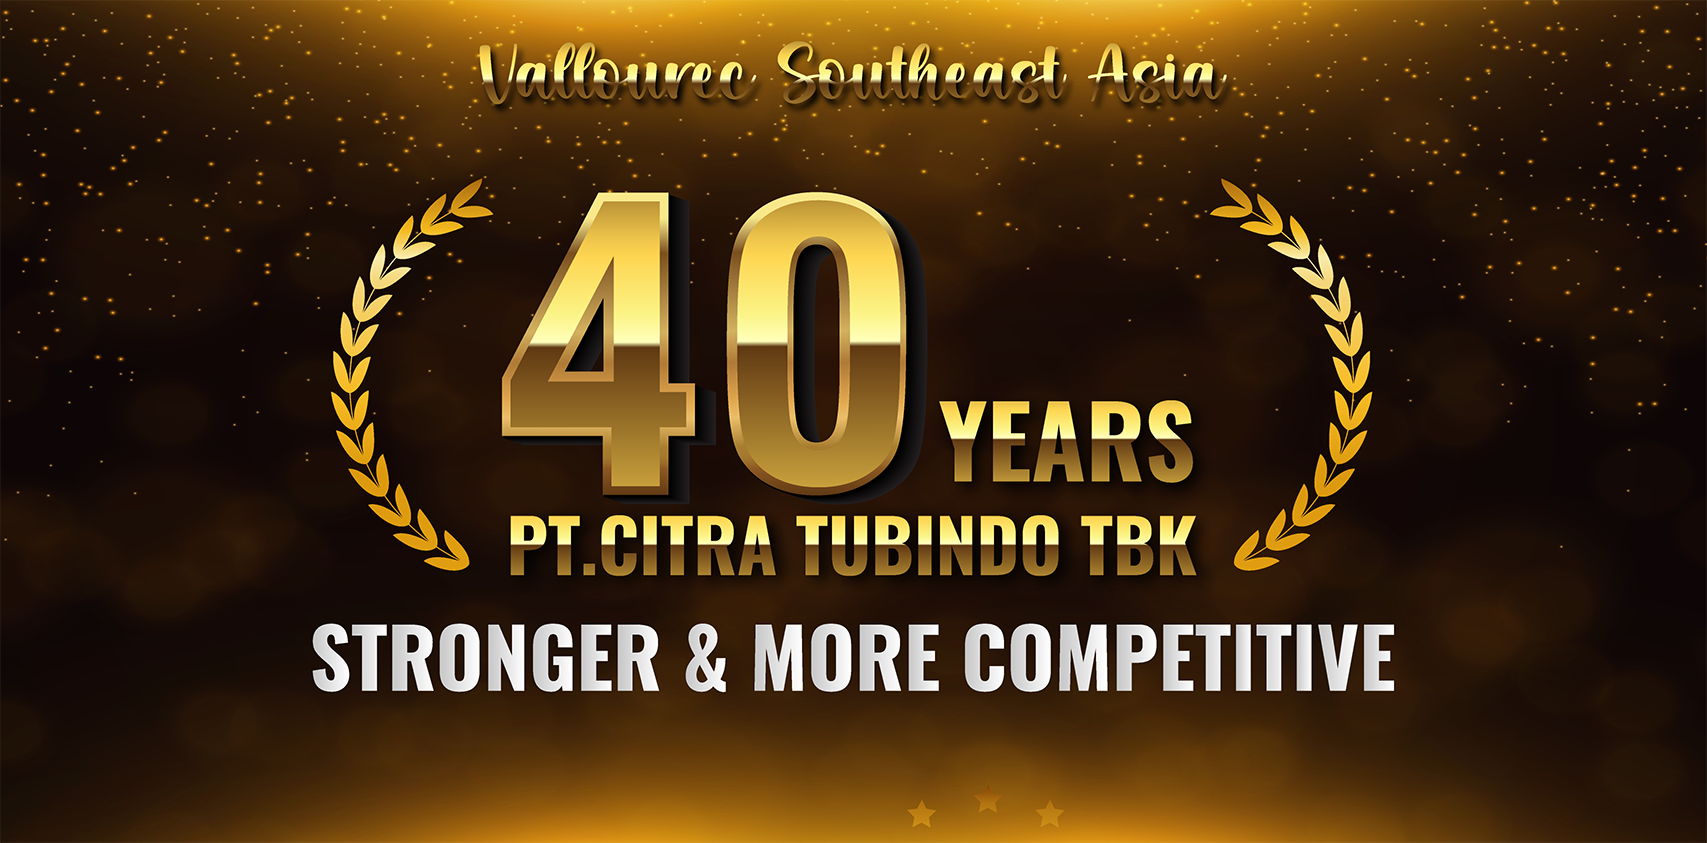 Vallourec Southeast Asia
40 YEARS
PT.CITRA TUBINDO TBK
STRONGER & MORE COMPETITIVE